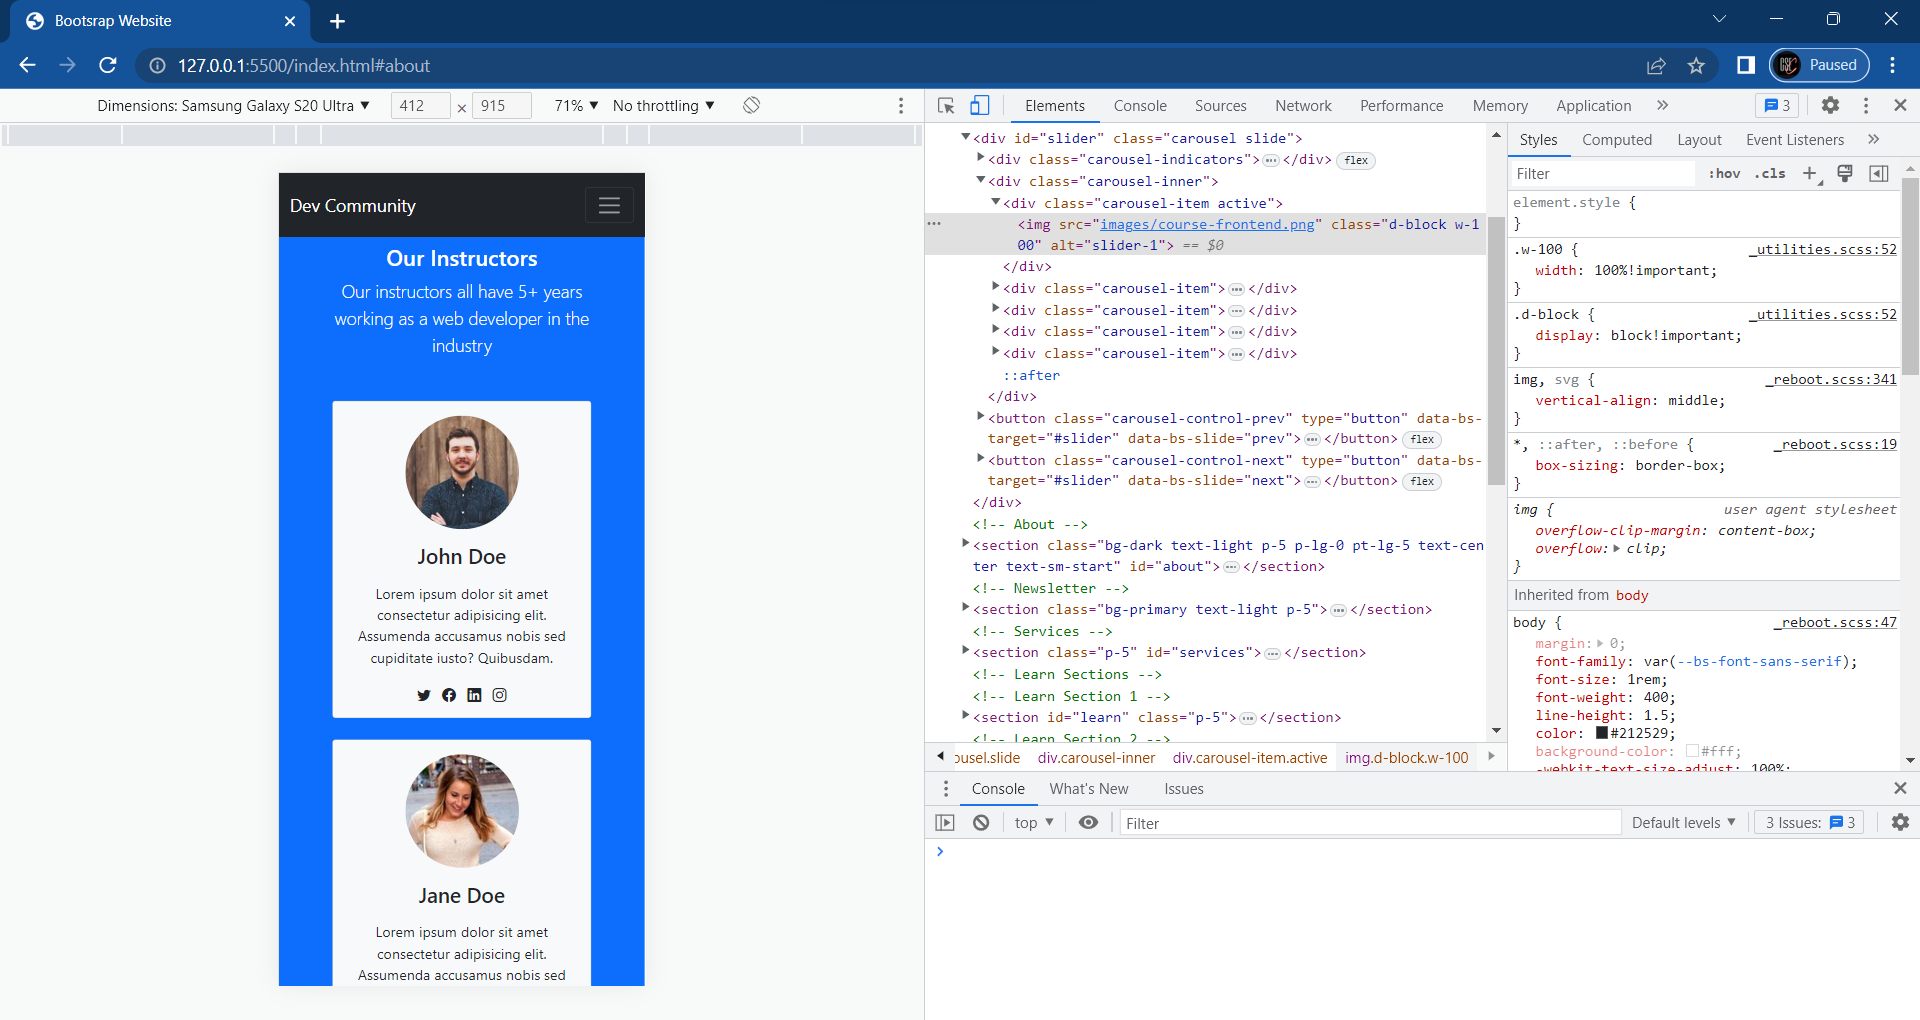 Bootsrap Website
127.0.0.1:5500/index.html#about
Paused
Dimensions: Samsung Galaxy S20 Ultra ▼ 412 × 915 71% ▼ No throttling ▼
Elements Console Sources Network Performance Memory Application » 3
Dev Community
Our Instructors
Our instructors all have 5+ years
working as a web developer in the
industry
John Doe
Lorem ipsum dolor sit amet
consectetur adipisicing elit.
Assumenda accusamus nobis sed
cupiditate iusto? Quibusdam.
Jane Doe
Lorem ipsum dolor sit amet
consectetur adipisicing elit.
Assumenda accusamus nobis sed
▼<div id="slider" class="carousel slide">
▶<div class="carousel-indicators">…</div> flex
▼<div class="carousel-inner">
▼<div class="carousel-item active">
<img src="images/course-frontend.png" class="d-block w-1
00" alt="slider-1"> == $0
</div>
▶<div class="carousel-item">…</div>
▶<div class="carousel-item">…</div>
▶<div class="carousel-item">…</div>
▶<div class="carousel-item">…</div>
::after
</div>
▶<button class="carousel-control-prev" type="button" data-bs-
target="#slider" data-bs-slide="prev">…</button> flex
▶<button class="carousel-control-next" type="button" data-bs-
target="#slider" data-bs-slide="next">…</button> flex
</div>
<!-- About -->
▶<section class="bg-dark text-light p-5 p-lg-0 pt-lg-5 text-cen
ter text-sm-start" id="about">…</section>
<!-- Newsletter -->
▶<section class="bg-primary text-light p-5">…</section>
<!-- Services -->
▶<section class="p-5" id="services">…</section>
<!-- Learn Sections -->
<!-- Learn Section 1 -->
▶<section id="learn" class="p-5">…</section>
<!-- Learn Section 2 -->
ousel.slide div.carousel-inner div.carousel-item.active img.d-block.w-100
Styles Computed Layout Event Listeners »
Filter :hov .cls +
element.style {
}
.w-100 { _utilities.scss:52
width: 100%!important;
}
.d-block { _utilities.scss:52
display: block!important;
}
img, svg { _reboot.scss:341
vertical-align: middle;
}
*, ::after, ::before { _reboot.scss:19
box-sizing: border-box;
}
img { user agent stylesheet
overflow-clip-margin: content-box;
overflow:▶ clip;
}
Inherited from body
body { _reboot.scss:47
margin:▶ 0;
font-family: var(--bs-font-sans-serif);
font-size: 1rem;
font-weight: 400;
line-height: 1.5;
color: #212529;
background-color: #fff;
-webkit-text-size-adjust: 100%;
Console What's New Issues
top ▼ Filter Default levels ▼ 3 Issues: 3